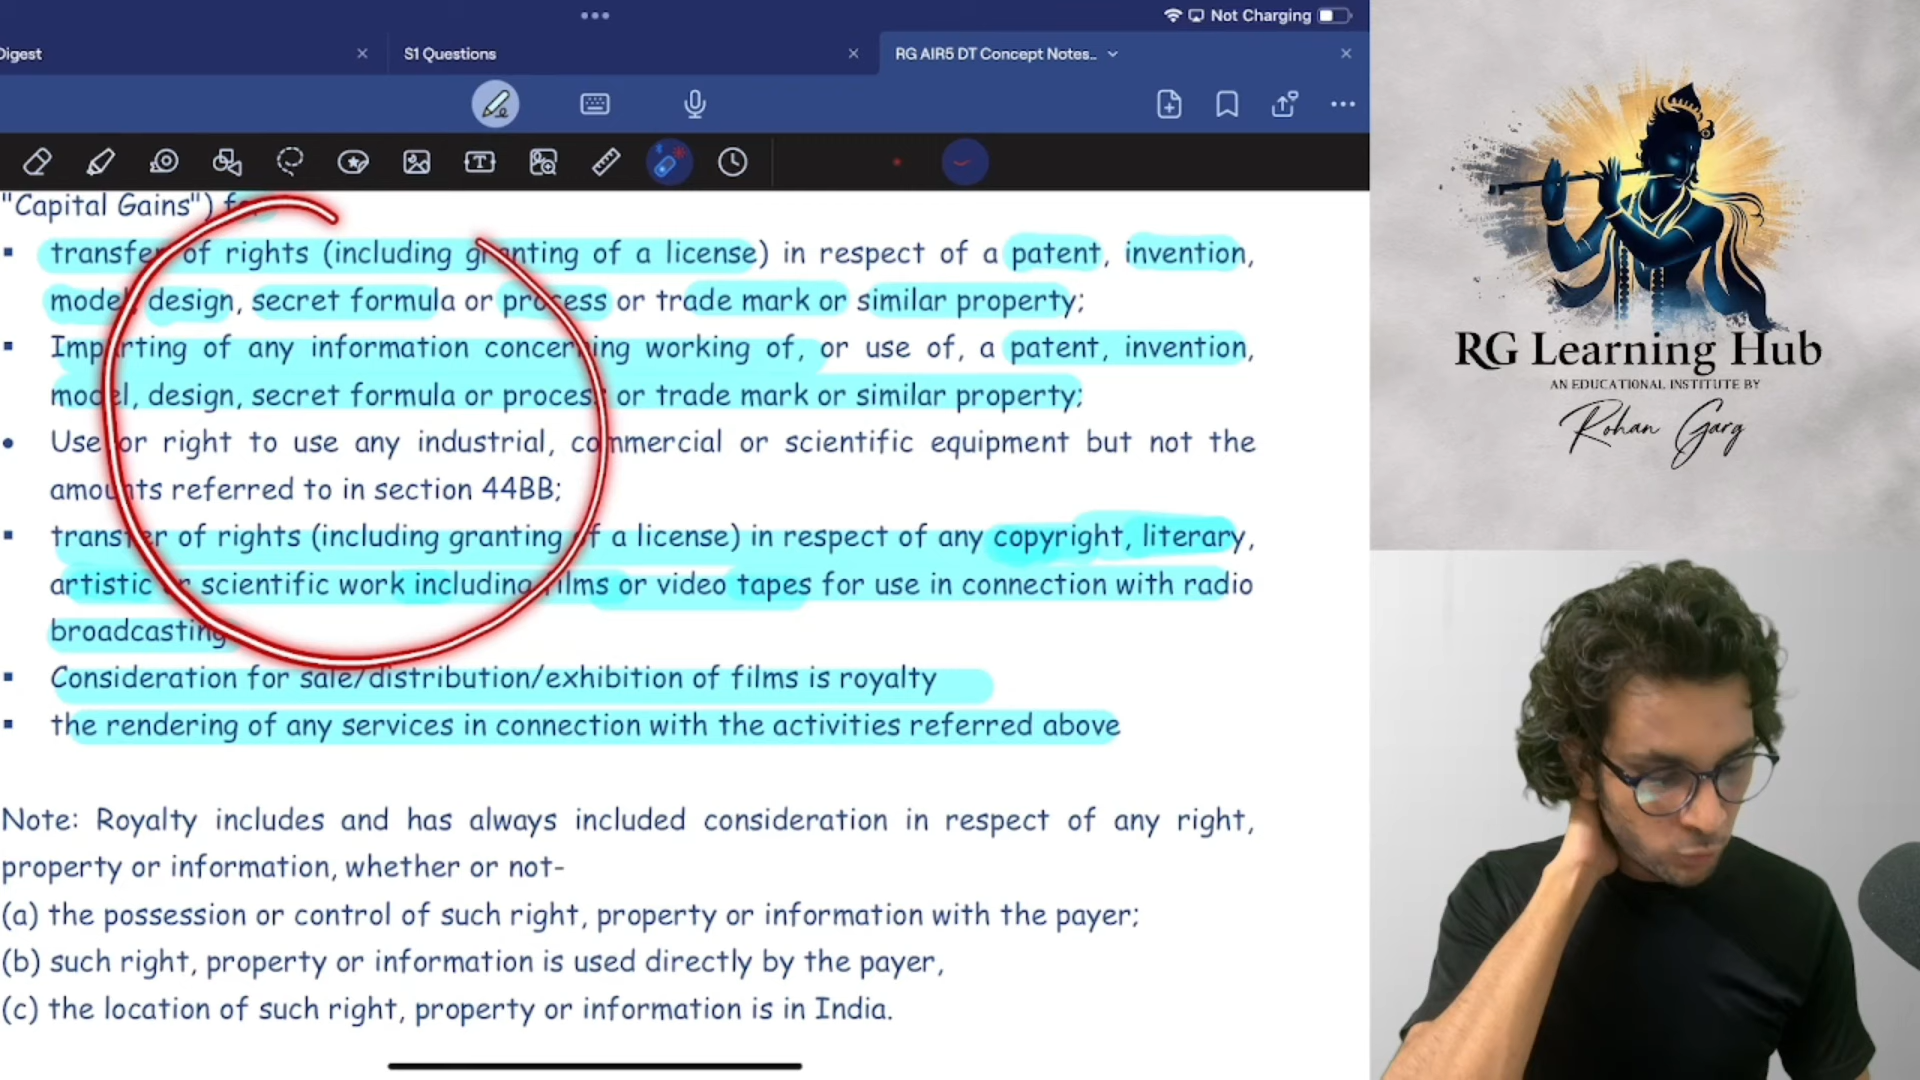 Not Charging
Digest
S1 Questions
RG AIR5 DT Concept Notes..
"Capital Gains") for
transfer of rights (including granting of a license) in respect of a patent, invention,
model, design, secret formula or process or trade mark or similar property;
Imparting of any information concerning working of, or use of, a patent, invention,
model, design, secret formula or process or trade mark or similar property;
Use or right to use any industrial, commercial or scientific equipment but not the
amounts referred to in section 44BB;
transfer of rights (including granting of a license) in respect of any copyright, literary,
artistic or scientific work including films or video tapes for use in connection with radio
broadcasting
Consideration for sale/distribution/exhibition of films is royalty
the rendering of any services in connection with the activities referred above
Note: Royalty includes and has always included consideration in respect of any right,
property or information, whether or not-
(a) the possession or control of such right, property or information with the payer;
(b) such right, property or information is used directly by the payer,
(c) the location of such right, property or information is in India.
RG Learning Hub
AN EDUCATIONAL INSTITUTE BY
Rohan Garg